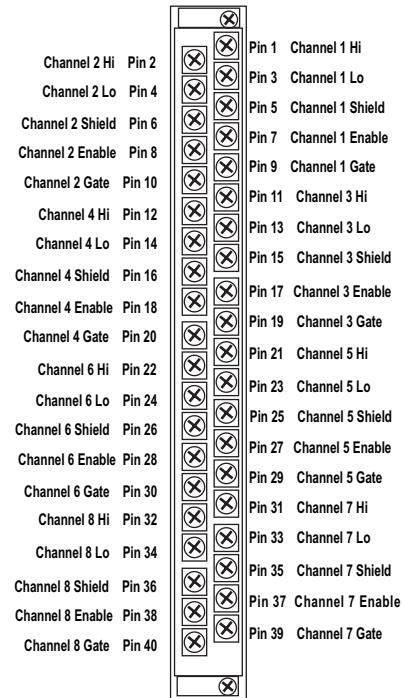 Pin 1 Channel 1 Hi
Channel 2 Hi Pin 2
Pin 3 Channel 1 Lo
Channel 2 Lo Pin 4
Pin 5 Channel 1 Shield
Channel 2 Shield Pin 6
Pin 7 Channel 1 Enable
Channel 2 Enable Pin 8
Pin 9 Channel 1 Gate
Channel 2 Gate Pin 10
Pin 11 Channel 3 Hi
Channel 4 Hi Pin 12
Pin 13 Channel 3 Lo
Channel 4 Lo Pin 14
Pin 15 Channel 3 Shield
Channel 4 Shield Pin 16
Pin 17 Channel 3 Enable
Channel 4 Enable Pin 18
Pin 19 Channel 3 Gate
Channel 4 Gate Pin 20
Pin 21 Channel 5 Hi
Channel 6 Hi Pin 22
Pin 23 Channel 5 Lo
Channel 6 Lo Pin 24
Pin 25 Channel 5 Shield
Channel 6 Shield Pin 26
Pin 27 Channel 5 Enable
Channel 6 Enable Pin 28
Pin 29 Channel 5 Gate
Channel 6 Gate Pin 30
Pin 31 Channel 7 Hi
Channel 8 Hi Pin 32
Pin 33 Channel 7 Lo
Channel 8 Lo Pin 34
Pin 35 Channel 7 Shield
Channel 8 Shield Pin 36
Pin 37 Channel 7 Enable
Channel 8 Enable Pin 38
Pin 39 Channel 7 Gate
Channel 8 Gate Pin 40